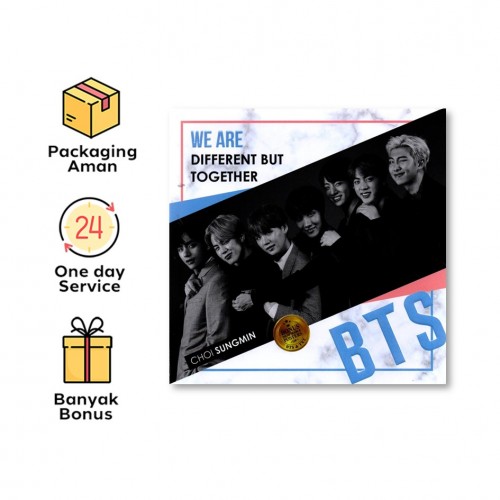 Packaging
Aman
24
One day
Service
Banyak
Bonus
WE ARE
DIFFERENT BUT
TOGETHER
CHOI SUNGMIN
BTS